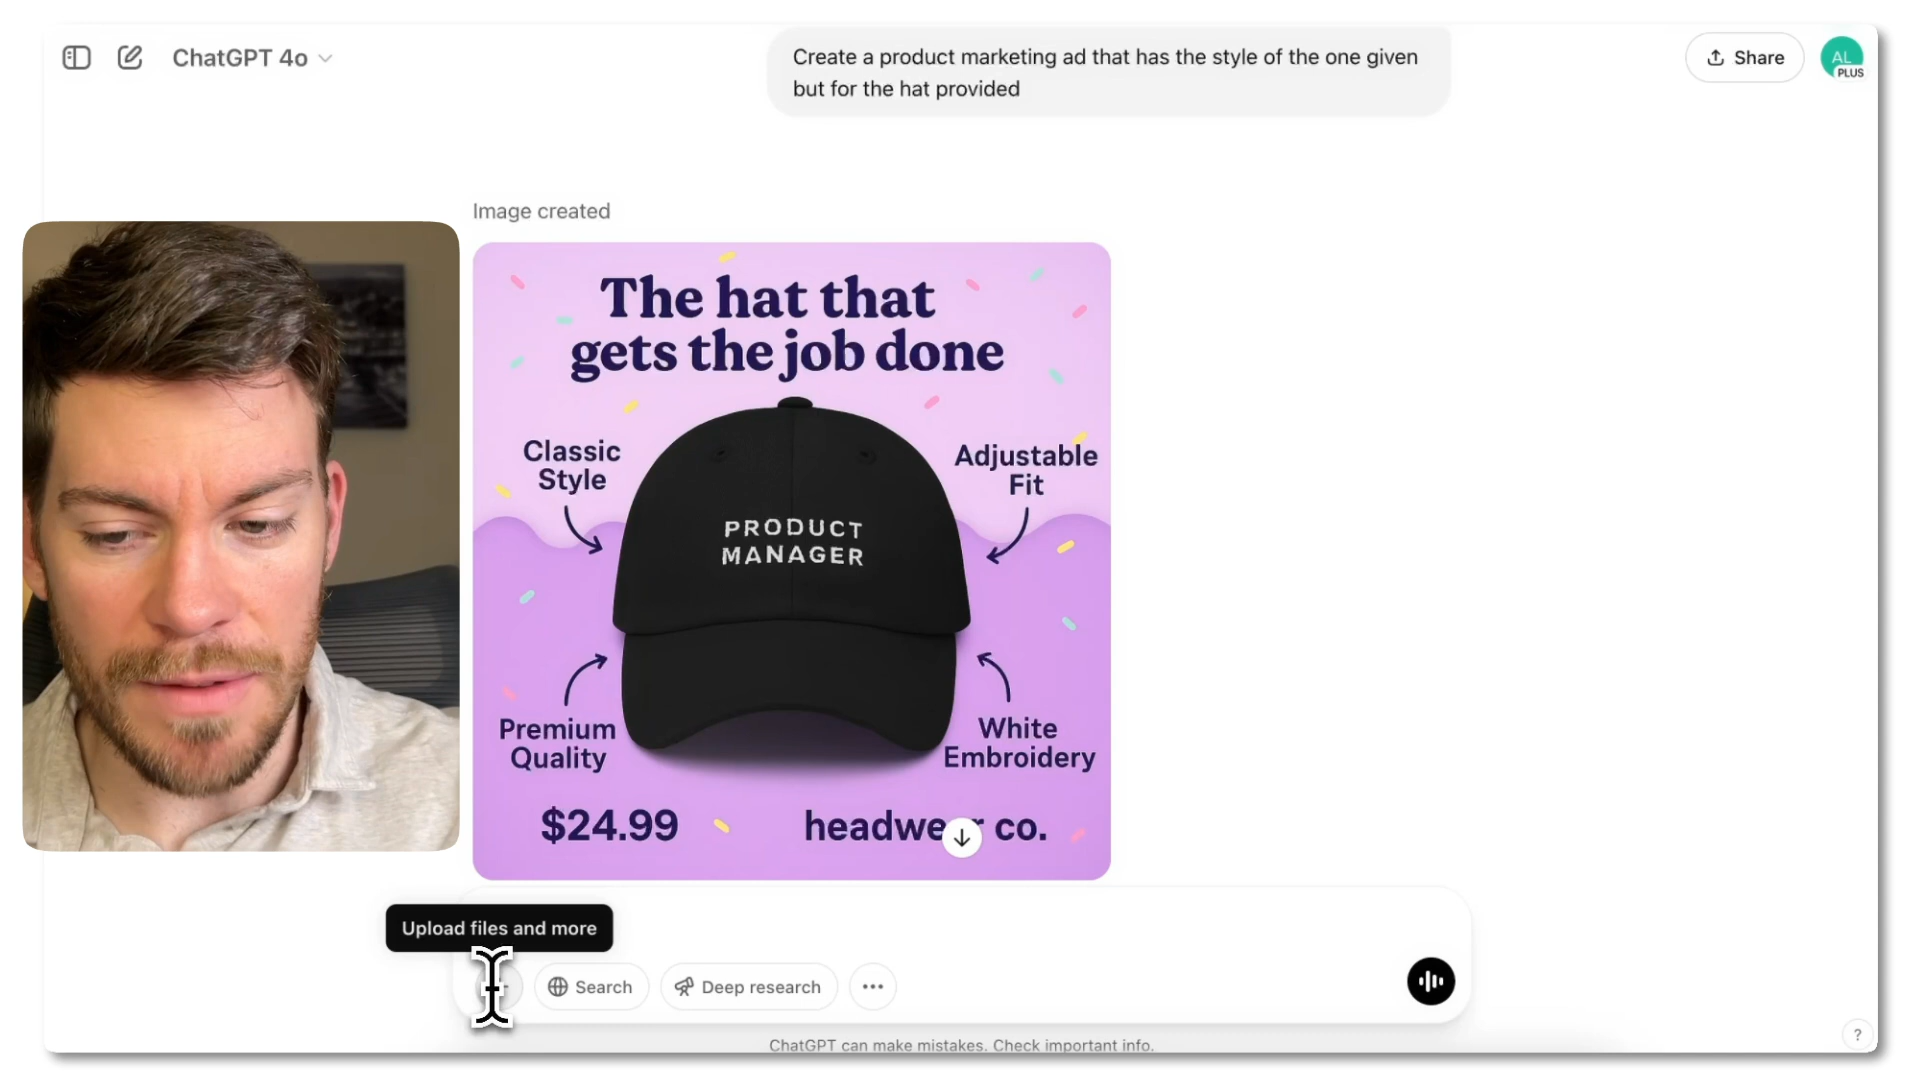 ChatGPT 4o
Create a product marketing ad that has the style of the one given
but for the hat provided
Share
AL
PLUS
Image created
The hat that
gets the job done
Classic
Style
Adjustable
Fit
PRODUCT
MANAGER
Premium
Quality
White
Embroidery
$24.99
headwear co.
Upload files and more
Search
Deep research
ChatGPT can make mistakes. Check important info.
?